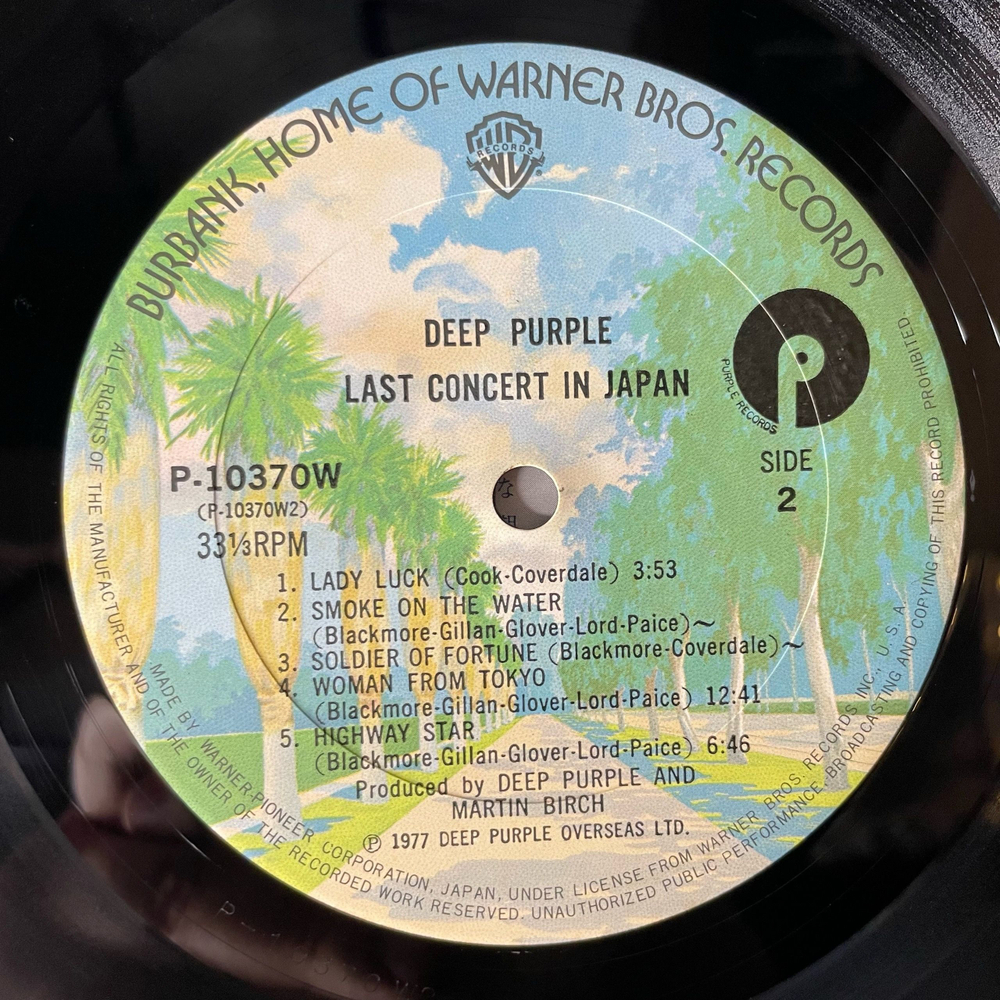 BURBANK, HOME OF WARNER BROS. RECORDS
W RECORDS
DEEP PURPLE
LAST CONCERT IN JAPAN
P
PURPLE RECORDS
SIDE
2
P-10370W
(P-10370W2)
33⅓RPM
な
1. LADY LUCK (Cook-Coverdale) 3:53
2. SMOKE ON THE WATER
(Blackmore-Gillan-Glover-Lord-Paice)~
3. SOLDIER OF FORTUNE (Blackmore-Coverdale)~
4. WOMAN FROM TOKYO
(Blackmore-Gillan-Glover-Lord-Paice) 12:41
5. HIGHWAY STAR
(Blackmore-Gillan-Glover-Lord-Paice) 6:46
Produced by DEEP PURPLE AND
MARTIN BIRCH
℗ 1977 DEEP PURPLE OVERSEAS LTD.
MADE BY WARNER-PIONEER CORPORATION, JAPAN, UNDER LICENSE FROM WARNER BROS. RECORDS INC., U. S. A.
ALL RIGHTS OF THE MANUFACTURER AND OF THE OWNER OF THE RECORDED WORK RESERVED. UNAUTHORIZED PUBLIC PERFORMANCE, BROADCASTING AND COPYING OF THIS RECORD PROHIBITED.